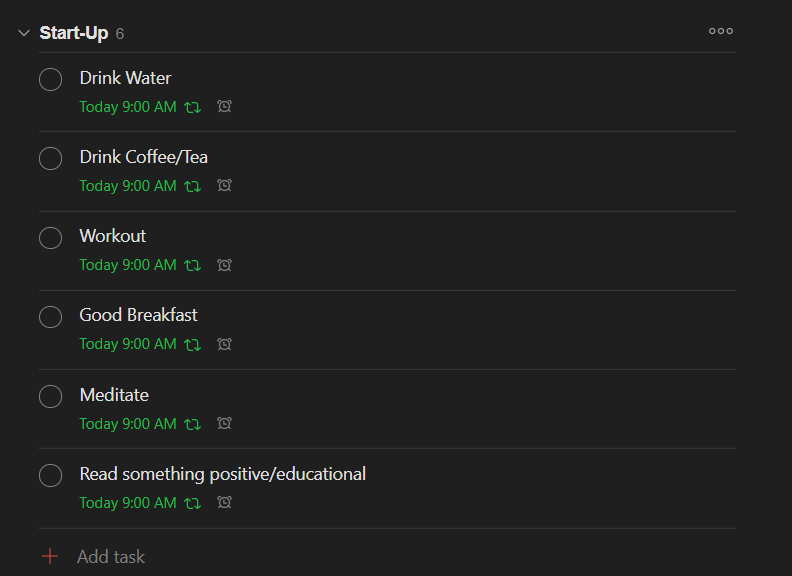 Start-Up 6
Drink Water
Today 9:00 AM
Drink Coffee/Tea
Today 9:00 AM
Workout
Today 9:00 AM
Good Breakfast
Today 9:00 AM
Meditate
Today 9:00 AM
Read something positive/educational
Today 9:00 AM
Add task